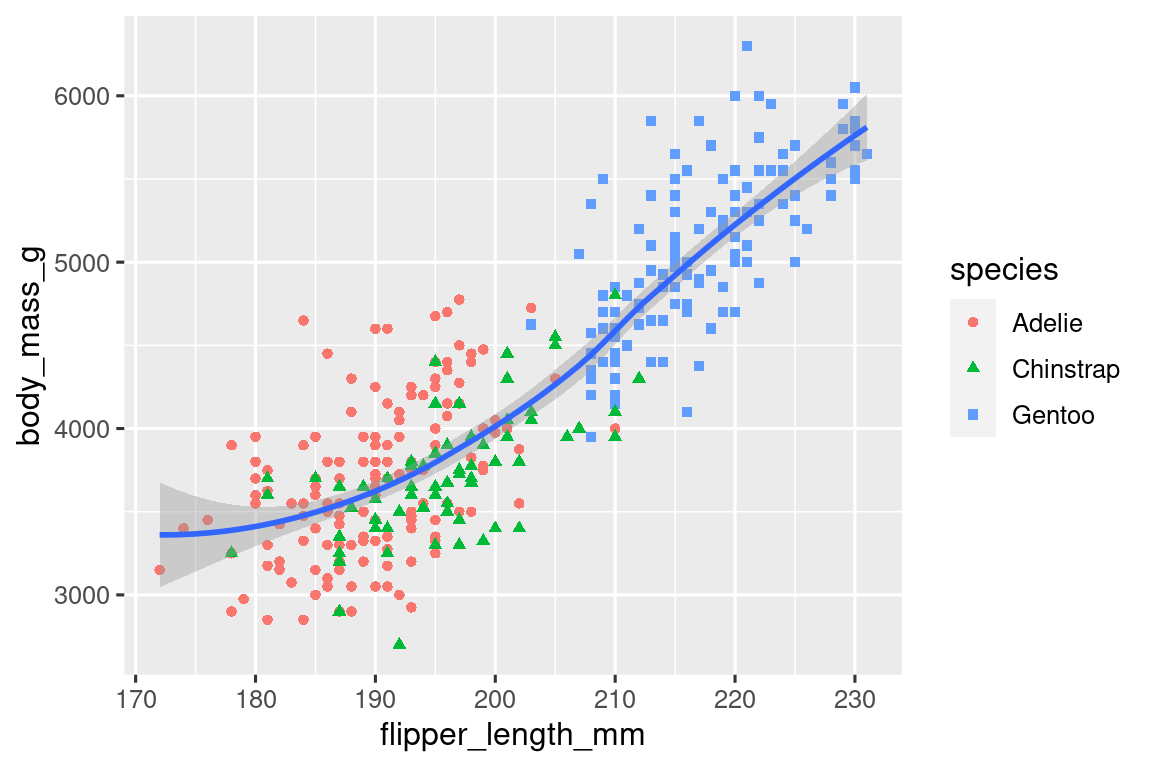 6000
5000
4000
3000
body_mass_g
170 180 190 200 210 220 230
flipper_length_mm
species
Adelie
Chinstrap
Gentoo